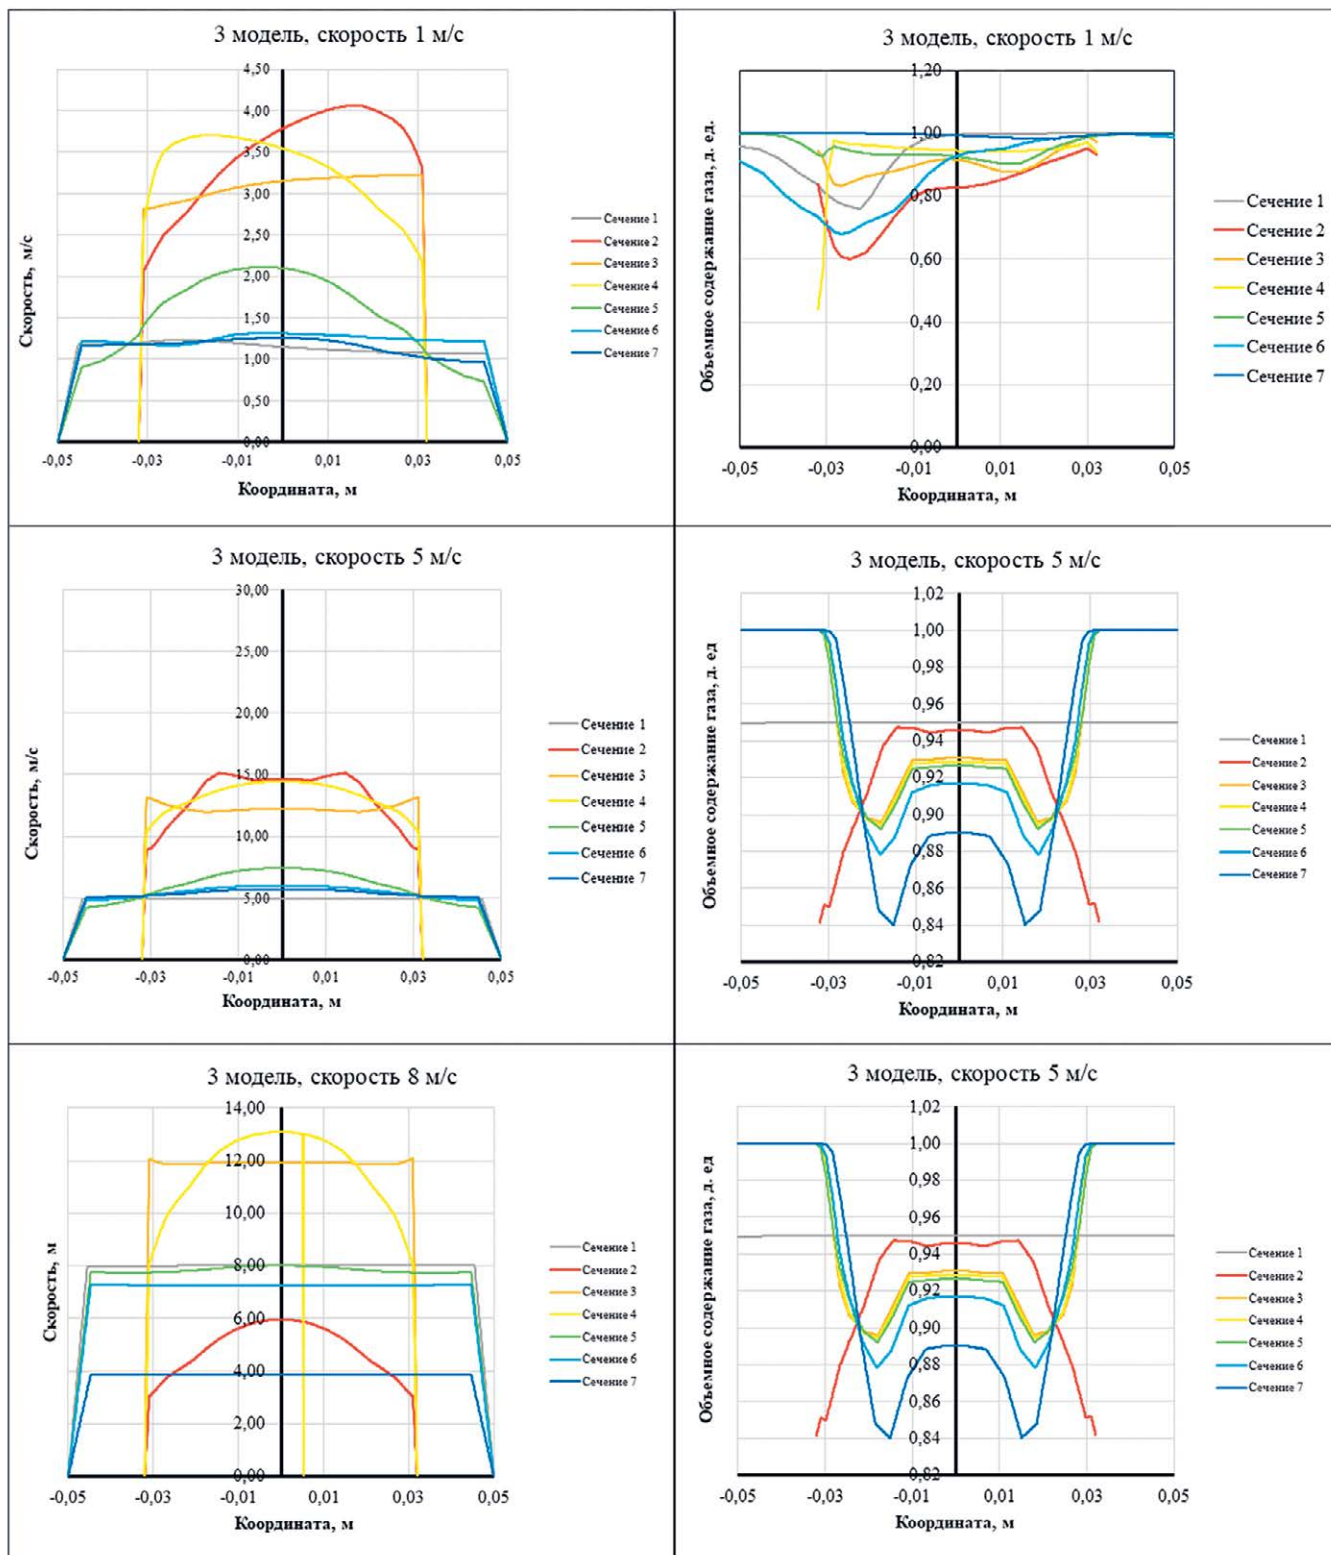 3 модель, скорость 1 м/с
4,50
4,00
3,50
3,00
2,50
2,00
1,50
1,00
0,50
0,00
-0,05 -0,03 -0,01 0,01 0,03 0,05
Скорость, м/с
Координата, м
Сечение 1
Сечение 2
Сечение 3
Сечение 4
Сечение 5
Сечение 6
Сечение 7
3 модель, скорость 1 м/с
1,20
1,00
0,80
0,60
0,40
0,20
0,00
-0,05 -0,03 -0,01 0,01 0,03 0,05
Объемное содержание газа, д. ед.
Координата, м
Сечение 1
Сечение 2
Сечение 3
Сечение 4
Сечение 5
Сечение 6
Сечение 7
3 модель, скорость 5 м/с
30,00
25,00
20,00
15,00
10,00
5,00
0,00
-0,05 -0,03 -0,01 0,01 0,03 0,05
Скорость, м/с
Координата, м
Сечение 1
Сечение 2
Сечение 3
Сечение 4
Сечение 5
Сечение 6
Сечение 7
3 модель, скорость 5 м/с
1,02
1,00
0,98
0,96
0,94
0,92
0,90
0,88
0,86
0,84
0,82
-0,05 -0,03 -0,01 0,01 0,03 0,05
Объемное содержание газа, д. ед
Координата, м
Сечение 1
Сечение 2
Сечение 3
Сечение 4
Сечение 5
Сечение 6
Сечение 7
3 модель, скорость 8 м/с
14,00
12,00
10,00
8,00
6,00
4,00
2,00
0,00
-0,05 -0,03 -0,01 0,01 0,03 0,05
Скорость, м
Координата, м
Сечение 1
Сечение 2
Сечение 3
Сечение 4
Сечение 5
Сечение 6
Сечение 7
3 модель, скорость 5 м/с
1,02
1,00
0,98
0,96
0,94
0,92
0,90
0,88
0,86
0,84
0,82
-0,05 -0,03 -0,01 0,01 0,03 0,05
Объемное содержание газа, д. ед
Координата, м
Сечение 1
Сечение 2
Сечение 3
Сечение 4
Сечение 5
Сечение 6
Сечение 7